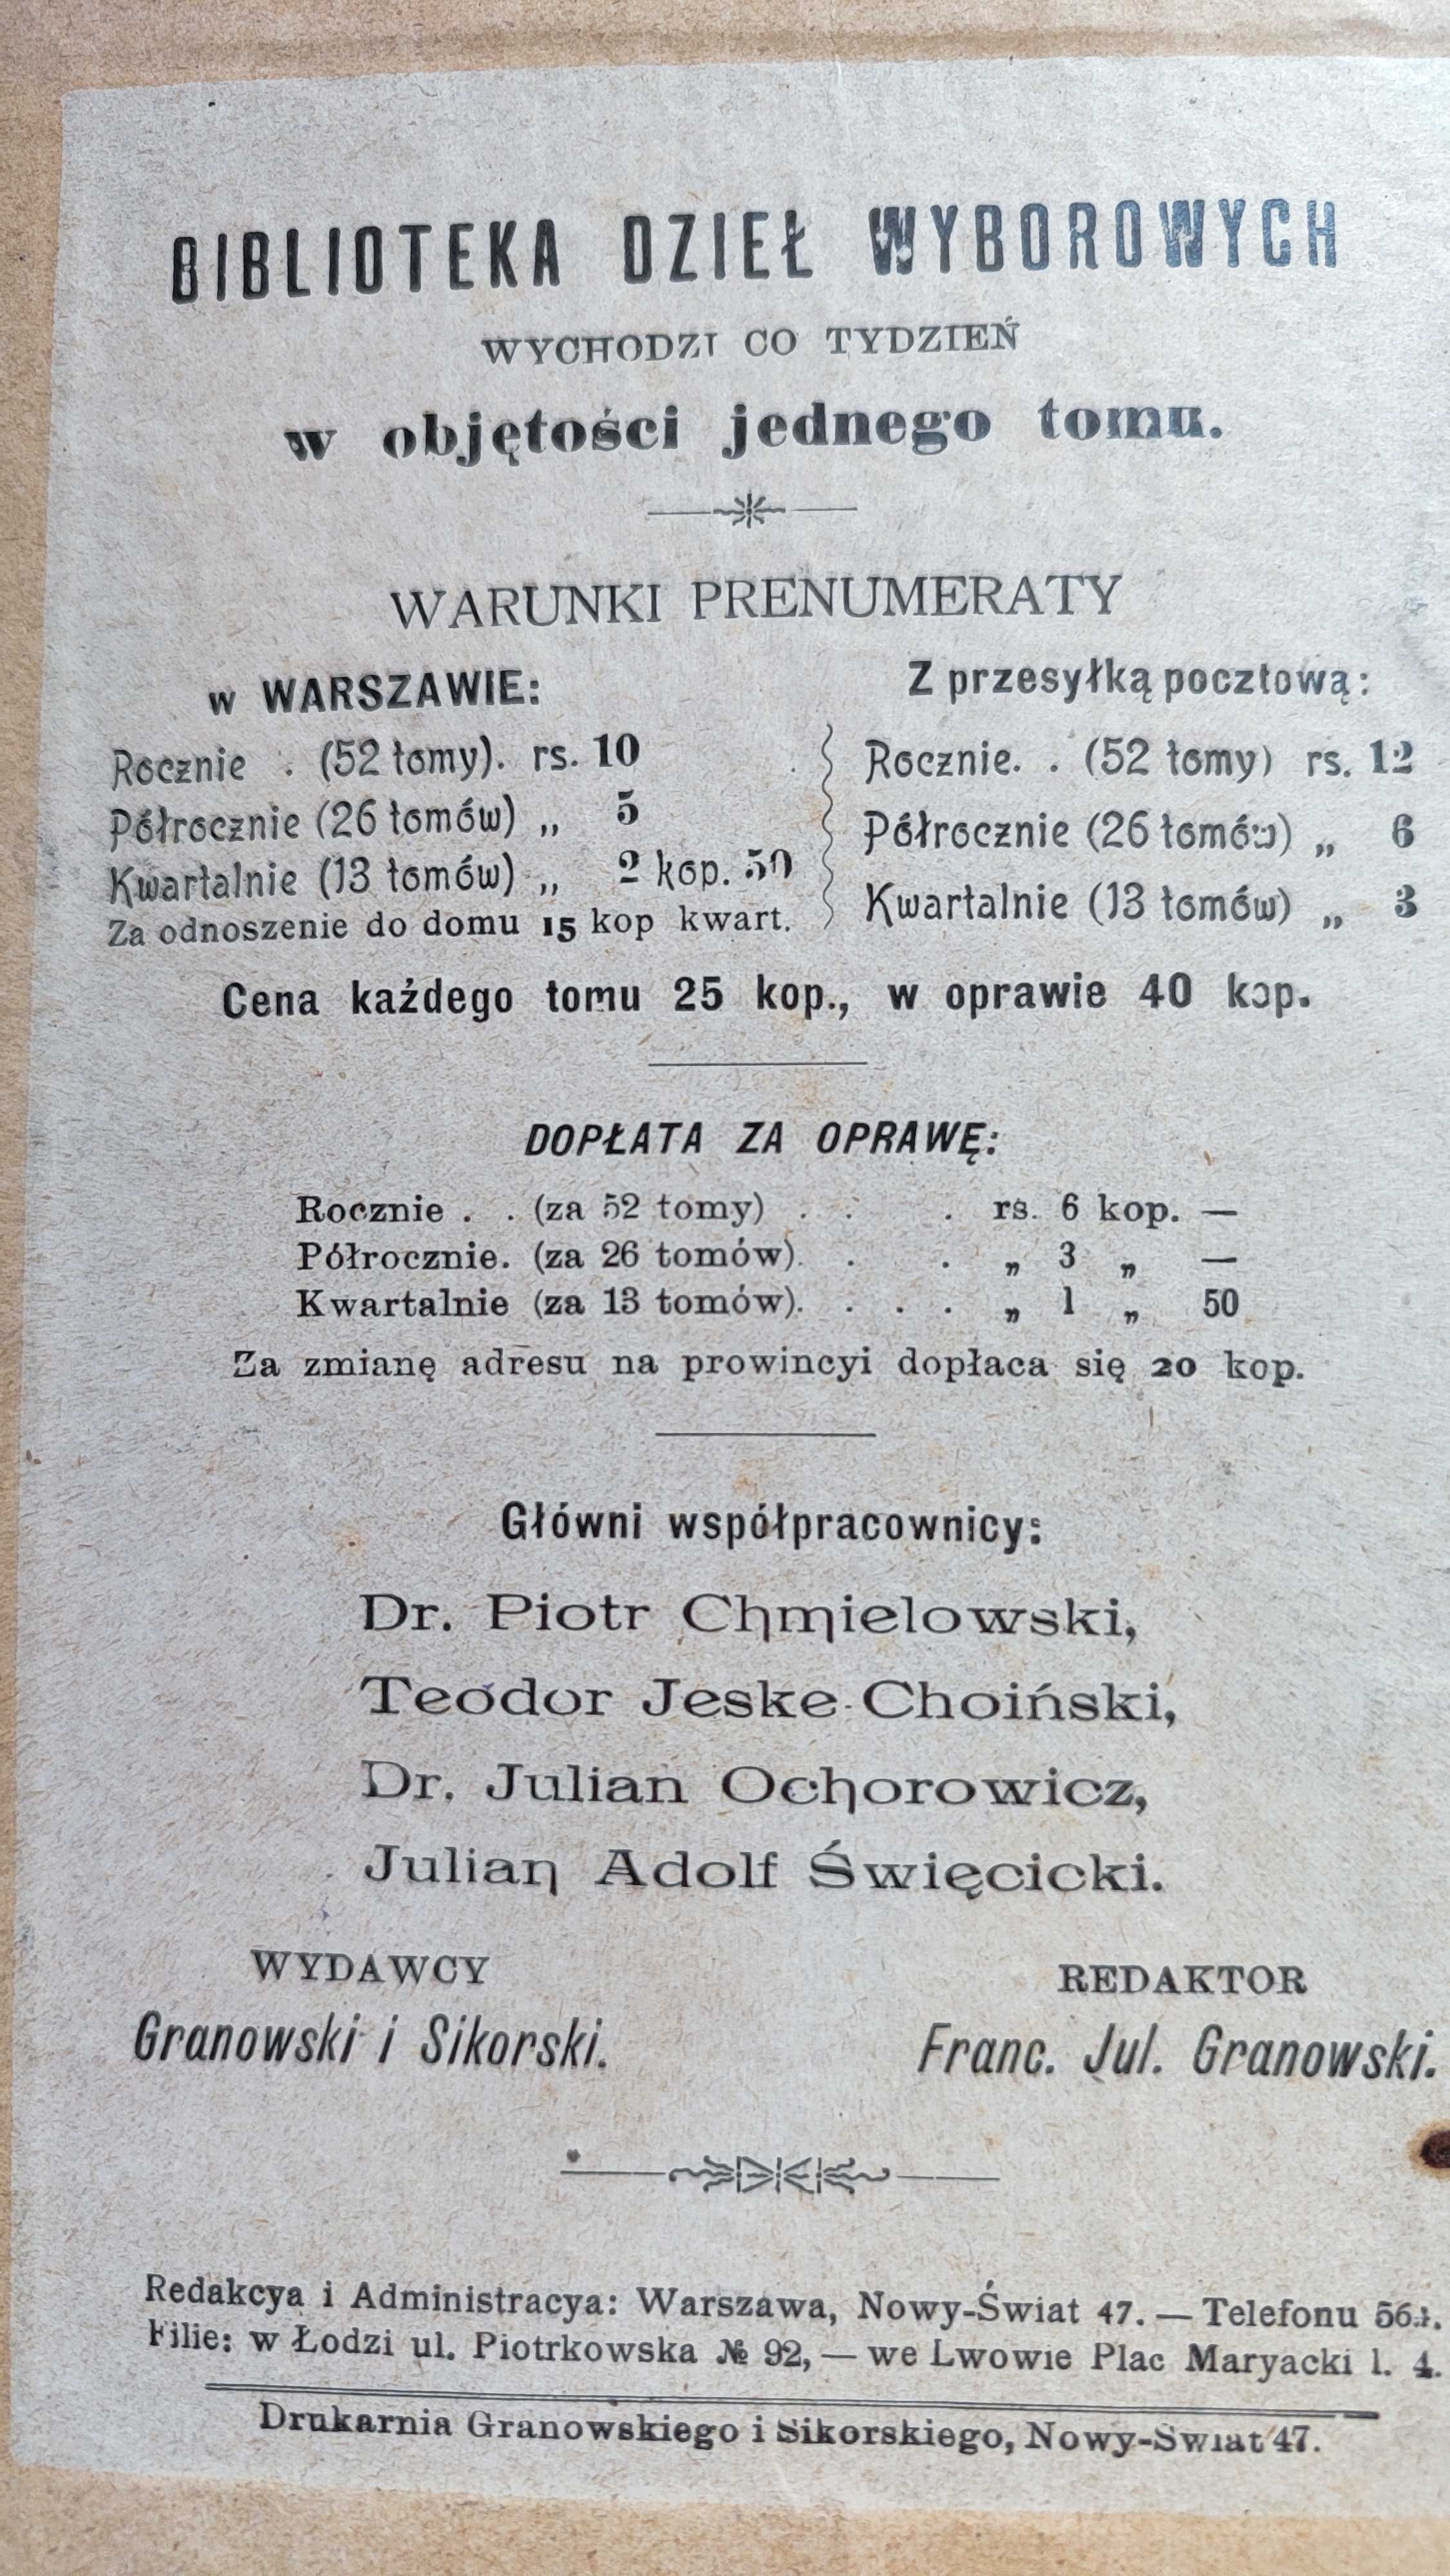 BIBLIOTEKA DZIEŁ WYBOROWYCH
WYCHODZI CO TYDZIEŃ
w objętości jednego tomu.
WARUNKI PRENUMERATY
w WARSZAWIE:
Rocznie . (52 tomy). rs. 10
Półrocznie (26 tomów) „ 5
Kwartalnie (13 tomów) „ 2 kop. 50
Za odnoszenie do domu 15 kop kwart.
Z przesyłką pocztową:
Rocznie. . (52 tomy) rs. 12
Półrocznie (26 tomów) „ 6
Kwartalnie (13 tomów) „ 3
Cena każdego tomu 25 kop., w oprawie 40 kop.
DOPŁATA ZA OPRAWĘ:
Rocznie . . (za 52 tomy) . . . rs. 6 kop. —
Półrocznie. (za 26 tomów). . . „ 3 „ —
Kwartalnie (za 13 tomów). . . . „ 1 „ 50
Za zmianę adresu na prowincyi dopłaca się 20 kop.
Główni współpracownicy:
Dr. Piotr Chmielowski,
Teodor Jeske-Choiński,
Dr. Julian Ochorowicz,
Julian Adolf Święcicki.
WYDAWCY
Granowski i Sikorski.
REDAKTOR
Franc. Jul. Granowski.
Redakcya i Administracya: Warszawa, Nowy-Świat 47. — Telefonu
Filie: w Łodzi ul. Piotrkowska № 92, — we Lwowie Plac Maryacki l. 4.
Drukarnia Granowskiego i Sikorskiego, Nowy-Świat 47.